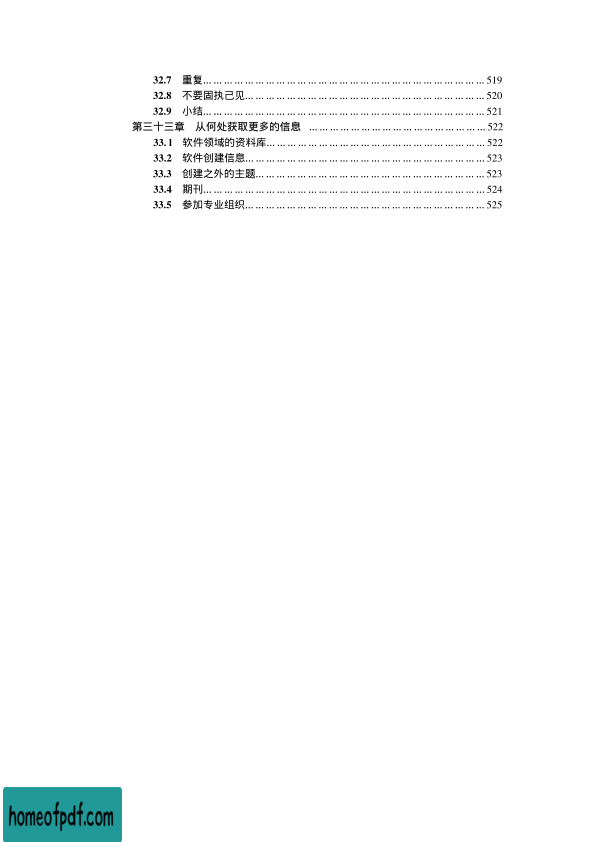 32.7 重复………………………………………………………………………519
32.8 不要固执己见……………………………………………………………520
32.9 小结………………………………………………………………………521
第三十三章 从何处获取更多的信息 ……………………………………………522
33.1 软件领域的资料库………………………………………………………522
33.2 软件创建信息……………………………………………………………523
33.3 创建之外的主题…………………………………………………………523
33.4 期刊………………………………………………………………………524
33.5 参加专业组织……………………………………………………………525
homeofpdf.com